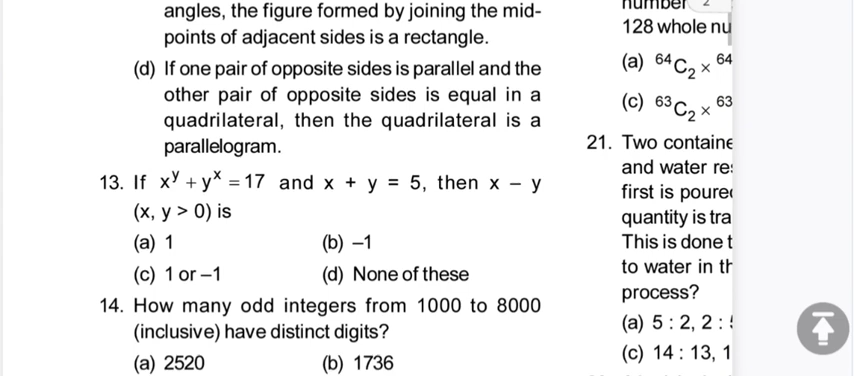 angles, the figure formed by joining the mid-
points of adjacent sides is a rectangle.
(d) If one pair of opposite sides is parallel and the
other pair of opposite sides is equal in a
quadrilateral, then the quadrilateral is a
parallelogram.
13. If xʸ + yˣ = 17 and x + y = 5, then x – y
(x, y > 0) is
(a) 1 (b) –1
(c) 1 or –1 (d) None of these
14. How many odd integers from 1000 to 8000
(inclusive) have distinct digits?
(a) 2520 (b) 1736
number 2
128 whole nu
(a) ⁶⁴C₂ × ⁶⁴
(c) ⁶³C₂ × ⁶³
21. Two containe
and water re
first is poure
quantity is tra
This is done t
to water in th
process?
(a) 5 : 2, 2 :
(c) 14 : 13, 1